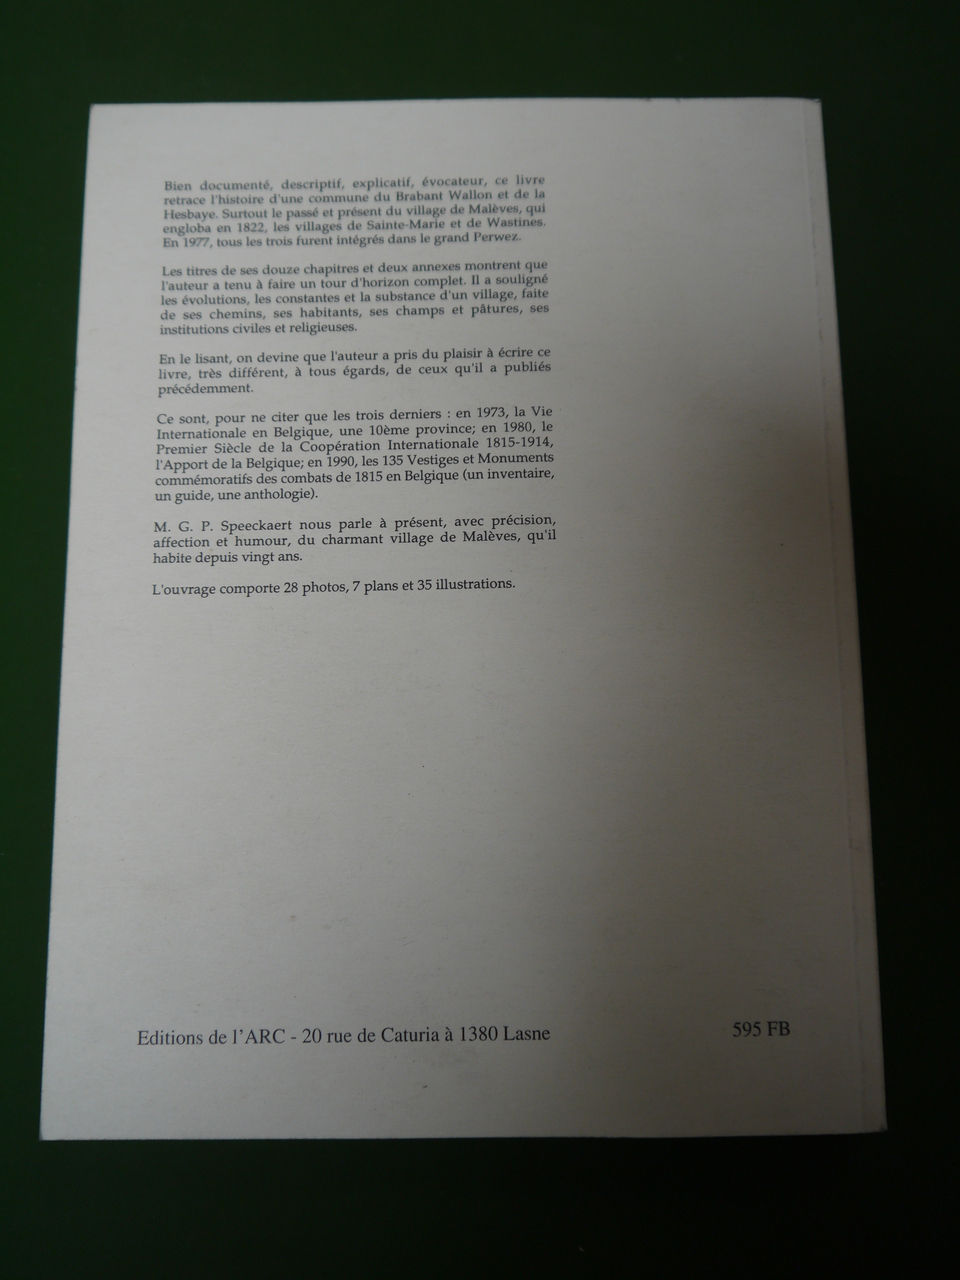 Bien documenté, descriptif, explicatif, évocateur, ce livre
retrace l'histoire d'une commune du Brabant Wallon et de la
Hesbaye. Surtout le passé et présent du village de Malèves, qui
engloba en 1822, les villages de Sainte-Marie et de Wastines.
En 1977, tous les trois furent intégrés dans le grand Perwez.
Les titres de ses douze chapitres et deux annexes montrent que
l'auteur a tenu à faire un tour d'horizon complet. Il a souligné
les évolutions, les constantes et la substance d'un village, faite
de ses chemins, ses habitants, ses champs et pâtures, ses
institutions civiles et religieuses.
En le lisant, on devine que l'auteur a pris du plaisir à écrire ce
livre, très différent, à tous égards, de ceux qu'il a publiés
précédemment.
Ce sont, pour ne citer que les trois derniers : en 1973, la Vie
Internationale en Belgique, une 10ème province; en 1980, le
Premier Siècle de la Coopération Internationale 1815-1914,
l'Apport de la Belgique; en 1990, les 135 Vestiges et Monuments
commémoratifs des combats de 1815 en Belgique (un inventaire,
un guide, une anthologie).
M. G. P. Speeckaert nous parle à présent, avec précision,
affection et humour, du charmant village de Malèves, qu'il
habite depuis vingt ans.
L'ouvrage comporte 28 photos, 7 plans et 35 illustrations.
Editions de l'ARC - 20 rue de Caturia à 1380 Lasne
595 FB